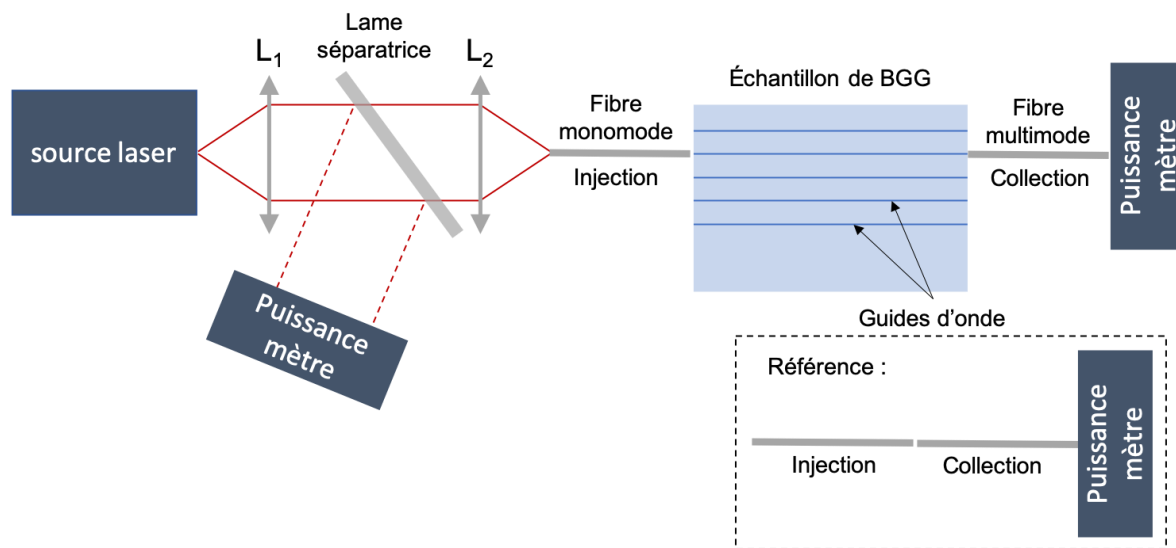 source laser
L₁
Lame
séparatrice
L₂
Puissance
mètre
Fibre
monomode
Injection
Échantillon de BGG
Guides d’onde
Fibre
multimode
Collection
Puissance
mètre
Référence :
Injection
Collection
Puissance
mètre